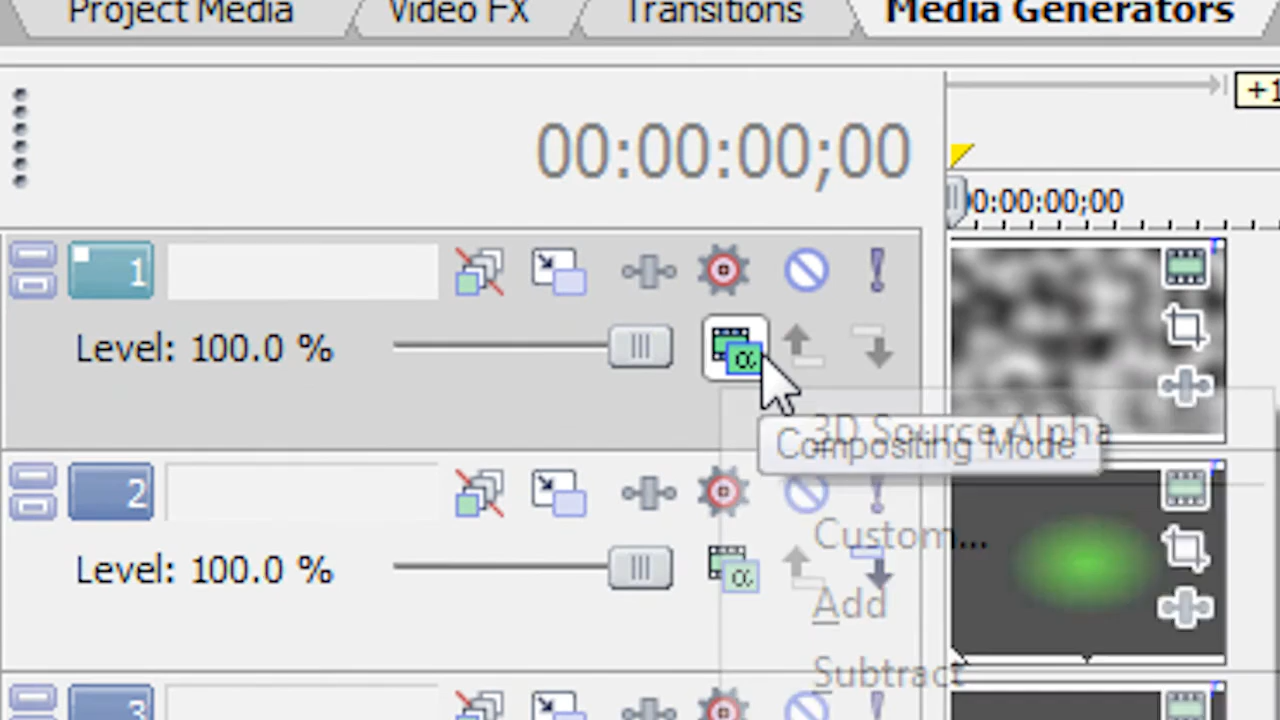 Project Media Video FX Transitions Media Generators
+1
00:00:00;00
00:00:00;00
1
Level: 100.0 %
α
3D Source Alpha
Compositing Mode
2
Custom...
Level: 100.0 %
α
Add
Subtract
3